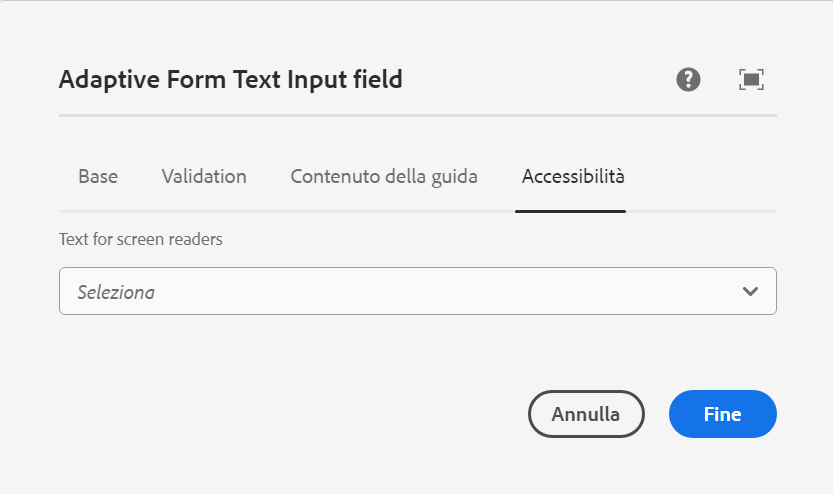 Adaptive Form Text Input field
Base Validation Contenuto della guida Accessibilità
Text for screen readers
Seleziona
Annulla Fine